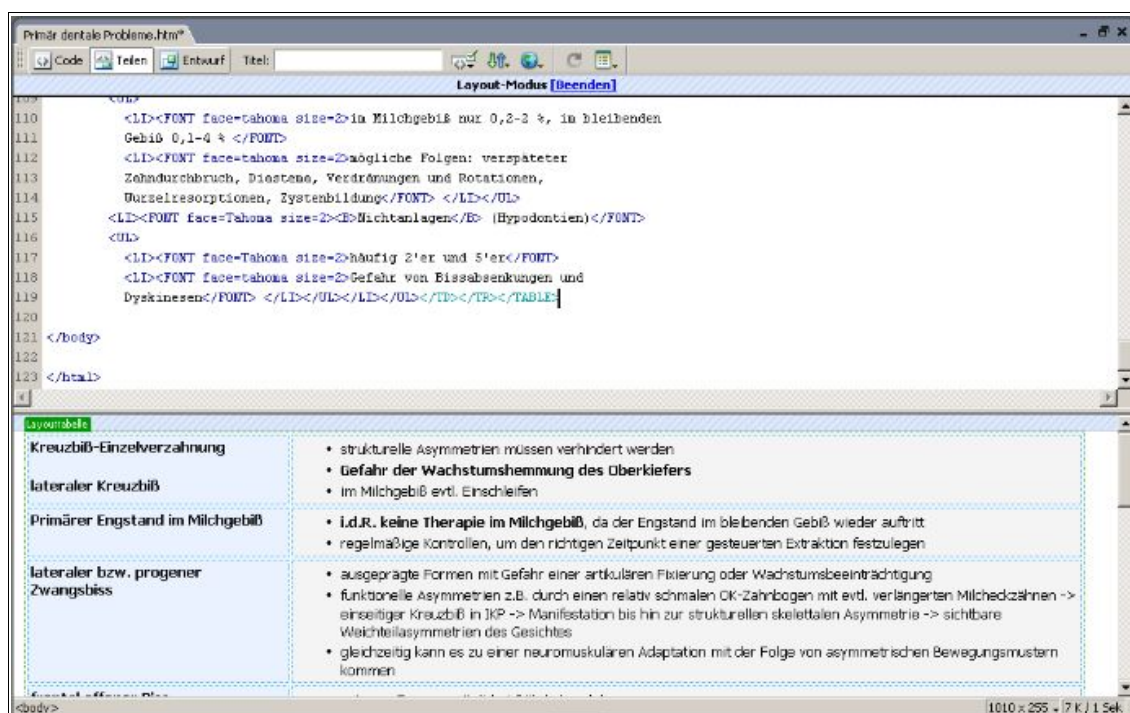 Primär dentale Probleme.htm*
Code Teilen Entwurf Titel:
Layout-Modus [Beenden]
109 <UL>
110 <LI><FONT face=tahoma size=2>im Milchgebiß nur 0,2-2 %, im bleibenden
111 Gebiß 0,1-4 % </FONT>
112 <LI><FONT face=tahoma size=2>mögliche Folgen: verspäteter
113 Zahndurchbruch, Diastema, Verdrängungen und Rotationen,
114 Wurzelresorptionen, Zystenbildung</FONT> </LI></UL>
115 <LI><FONT face=Tahoma size=2><B>Nichtanlagen</B> (Hypodontien)</FONT>
116 <UL>
117 <LI><FONT face=Tahoma size=2>häufig 2'er und 5'er</FONT>
118 <LI><FONT face=tahoma size=2>Gefahr von Bissabsenkungen und
119 Dyskinesen</FONT> </LI></UL></LI></UL></TD></TR></TABLE>
120
121 </body>
122
123 </html>
Layouttabelle
Kreuzbiß-Einzelverzahnung
lateraler Kreuzbiß
• strukturelle Asymmetrien müssen verhindert werden
• Gefahr der Wachstumshemmung des Oberkiefers
• im Milchgebiß evtl. Einschleifen
Primärer Engstand im Milchgebiß
• i.d.R. keine Therapie im Milchgebiß, da der Engstand im bleibenden Gebiß wieder auftritt
• regelmäßige Kontrollen, um den richtigen Zeitpunkt einer gesteuerten Extraktion festzulegen
lateraler bzw. progener
Zwangsbiss
• ausgeprägte Formen mit Gefahr einer artikulären Fixierung oder Wachstumsbeeinträchtigung
• funktionelle Asymmetrien z.B. durch einen relativ schmalen OK-Zahnbogen mit evtl. verlängerten Milcheckzähnen ->
einseitiger Kreuzbiß in IKP -> Manifestation bis hin zur strukturellen skelettalen Asymmetrie -> sichtbare
Weichteilasymmetrien des Gesichtes
• gleichzeitig kann es zu einer neuromuskulären Adaptation mit der Folge von asymmetrischen Bewegungsmustern
kommen
frontal offener Biss
<body>
1010 x 255 7 K / 1 Sek